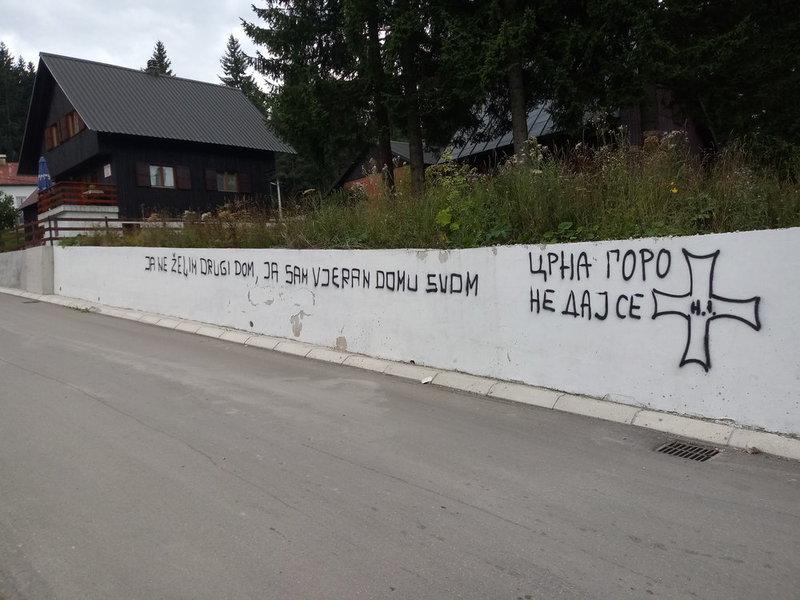 JA NE ŽELIM DRUGI DOM, JA SAM VJERAN DOMU SVOM
ЦРНА ГОРО
НЕ ДАЈ СЕ
Н.I.